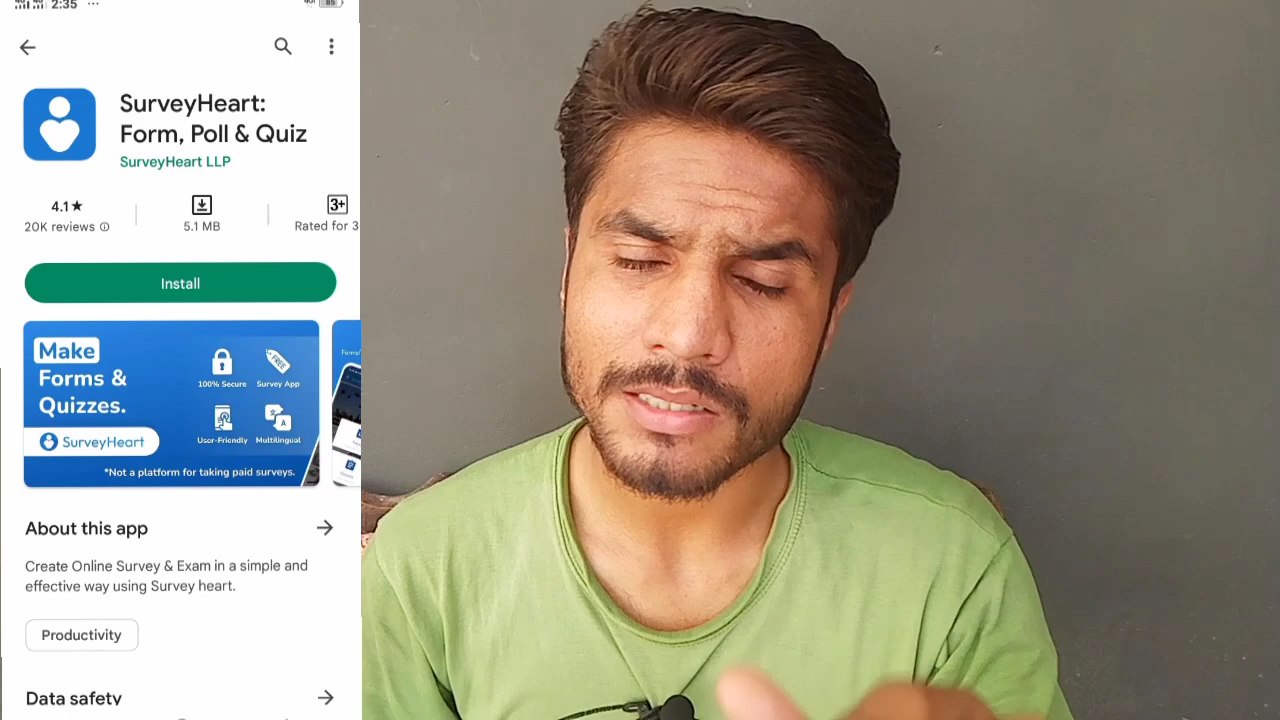 2:35
85
SurveyHeart:
Form, Poll & Quiz
SurveyHeart LLP
4.1★
20K reviews
5.1 MB
3+
Rated for 3
Install
Make
Forms &
Quizzes.
SurveyHeart
100% Secure
FREE
Survey App
User-Friendly
Multilingual
*Not a platform for taking paid surveys.
About this app
Create Online Survey & Exam in a simple and
effective way using Survey heart.
Productivity
Data safety